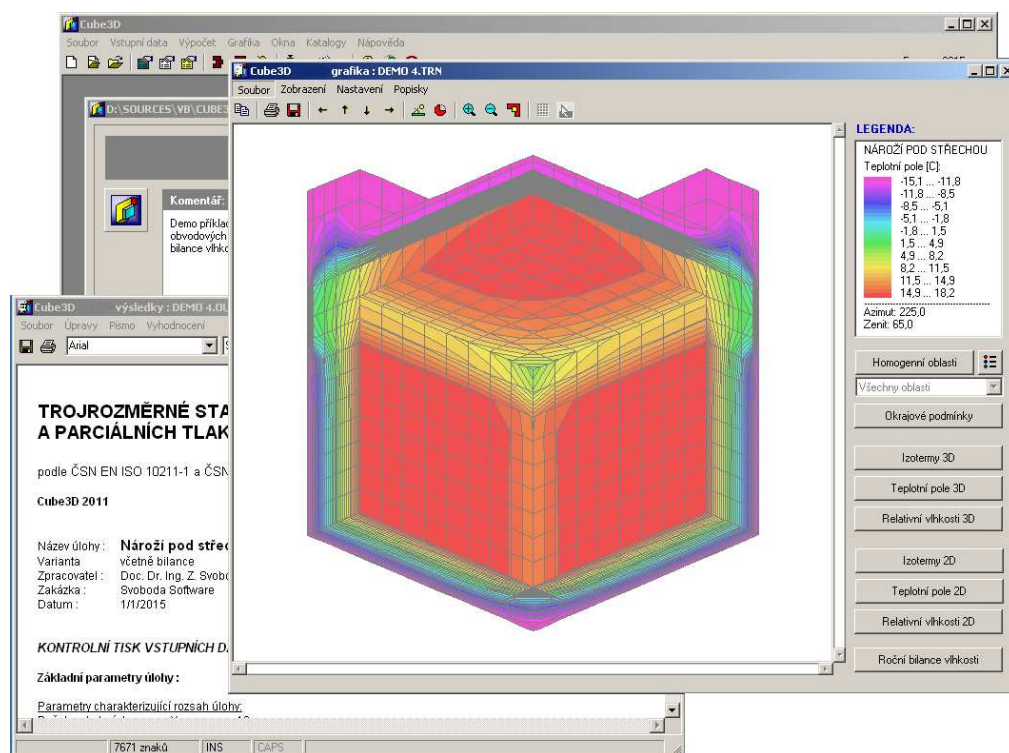 Cube3D
Soubor Vstupní data Výpočet Grafika Okna Katalogy Nápověda
D:\SOURCES\VB\CUBE3
Komentář:
Demo příkla
obvodových
bilance vlhk
Cube3D grafika : DEMO 4.TRN
Soubor Zobrazení Nastavení Popisky
LEGENDA:
NÁROŽÍ POD STŘECHOU
Teplotní pole [C]:
-15,1 ... -11,8
-11,8 ... -8,5
-8,5 ... -5,1
-5,1 ... -1,8
-1,8 ... 1,5
1,5 ... 4,9
4,9 ... 8,2
8,2 ... 11,5
11,5 ... 14,9
14,9 ... 18,2
Azimut: 225,0
Zenit: 65,0
Homogenní oblasti
Všechny oblasti
Okrajové podmínky
Izotermy 3D
Teplotní pole 3D
Relativní vlhkosti 3D
Izotermy 2D
Teplotní pole 2D
Relativní vlhkosti 2D
Roční bilance vlhkosti
Cube3D výsledky : DEMO 4.OU
Soubor Úpravy Písmo Vyhodnocení
Arial
TROJROZMĚRNÉ STA
A PARCIÁLNÍCH TLAK
podle ČSN EN ISO 10211-1 a ČSN
Cube3D 2011
Název úlohy : Nároží pod střec
Varianta včetně bilance
Zpracovatel : Doc. Dr. Ing. Z. Svobo
Zakázka : Svoboda Software
Datum : 1/1/2015
KONTROLNÍ TISK VSTUPNÍCH D
Základní parametry úlohy :
Parametry charakterizující rozsah úlohy:
7671 znaků INS CAPS